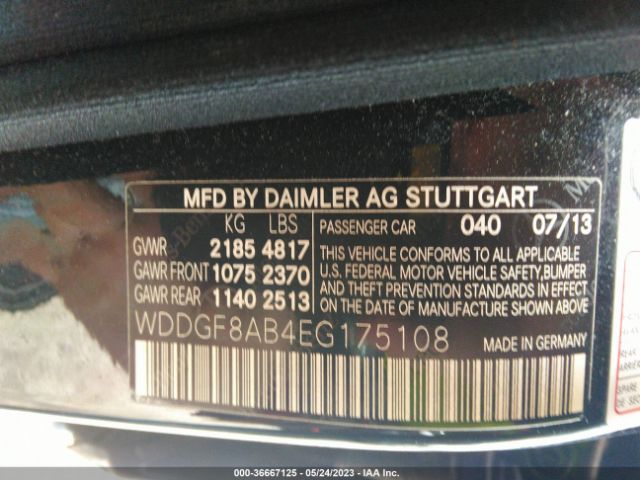 MFD BY DAIMLER AG STUTTGART
KG LBS
GVWR 2185 4817
GAWR FRONT 1075 2370
GAWR REAR 1140 2513
PASSENGER CAR 040 07/13
THIS VEHICLE CONFORMS TO ALL APPLICABLE
U.S. FEDERAL MOTOR VEHICLE SAFETY, BUMPER
AND THEFT PREVENTION STANDARDS IN EFFECT
ON THE DATE OF MANUFACTURE SHOWN ABOVE.
WDDGF8AB4EG175108 MADE IN GERMANY
SPARE
000-36667125 - 05/24/2023 - IAA Inc.